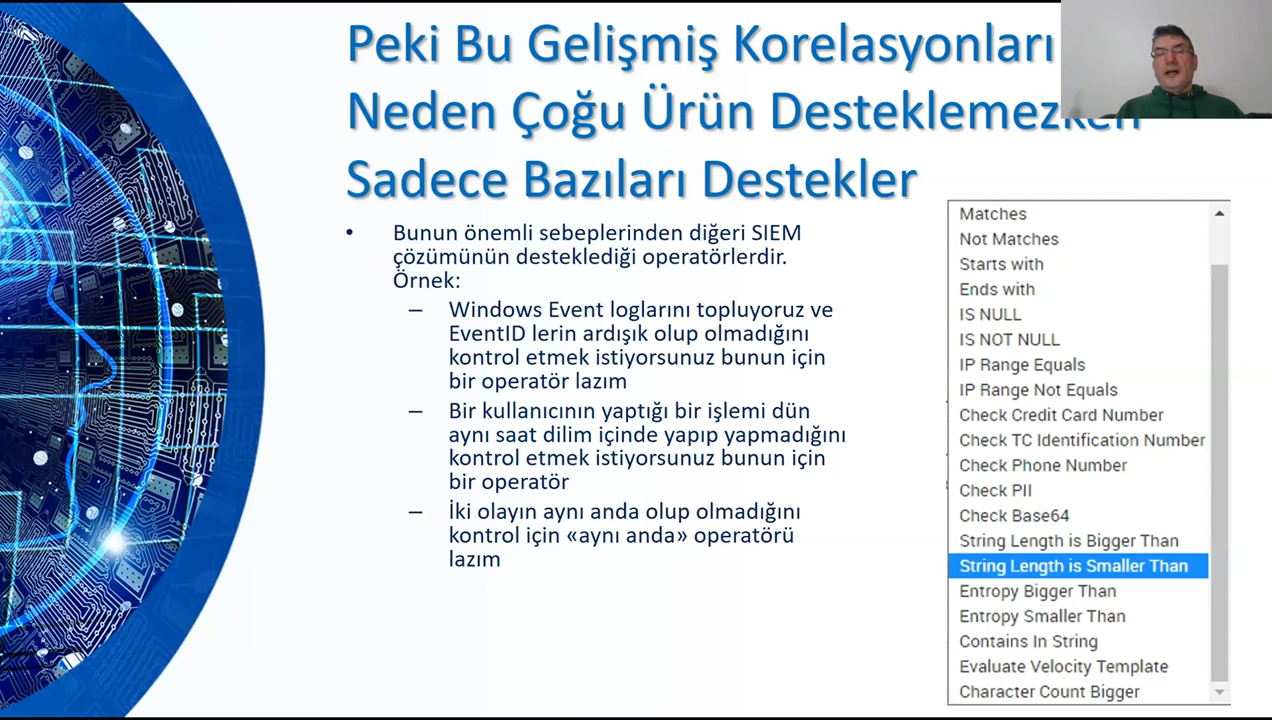 Peki Bu Gelişmiş Korelasyonları
Neden Çoğu Ürün Desteklemezken
Sadece Bazıları Destekler
• Bunun önemli sebeplerinden diğeri SIEM
çözümünün desteklediği operatörlerdir.
Örnek:
– Windows Event loglarını topluyoruz ve
EventID lerin ardışık olup olmadığını
kontrol etmek istiyorsunuz bunun için
bir operatör lazım
– Bir kullanıcının yaptığı bir işlemi dün
aynı saat dilim içinde yapıp yapmadığını
kontrol etmek istiyorsunuz bunun için
bir operatör
– İki olayın aynı anda olup olmadığını
kontrol için «aynı anda» operatörü
lazım
Matches
Not Matches
Starts with
Ends with
IS NULL
IS NOT NULL
IP Range Equals
IP Range Not Equals
Check Credit Card Number
Check TC Identification Number
Check Phone Number
Check PII
Check Base64
String Length is Bigger Than
String Length is Smaller Than
Entropy Bigger Than
Entropy Smaller Than
Contains In String
Evaluate Velocity Template
Character Count Bigger